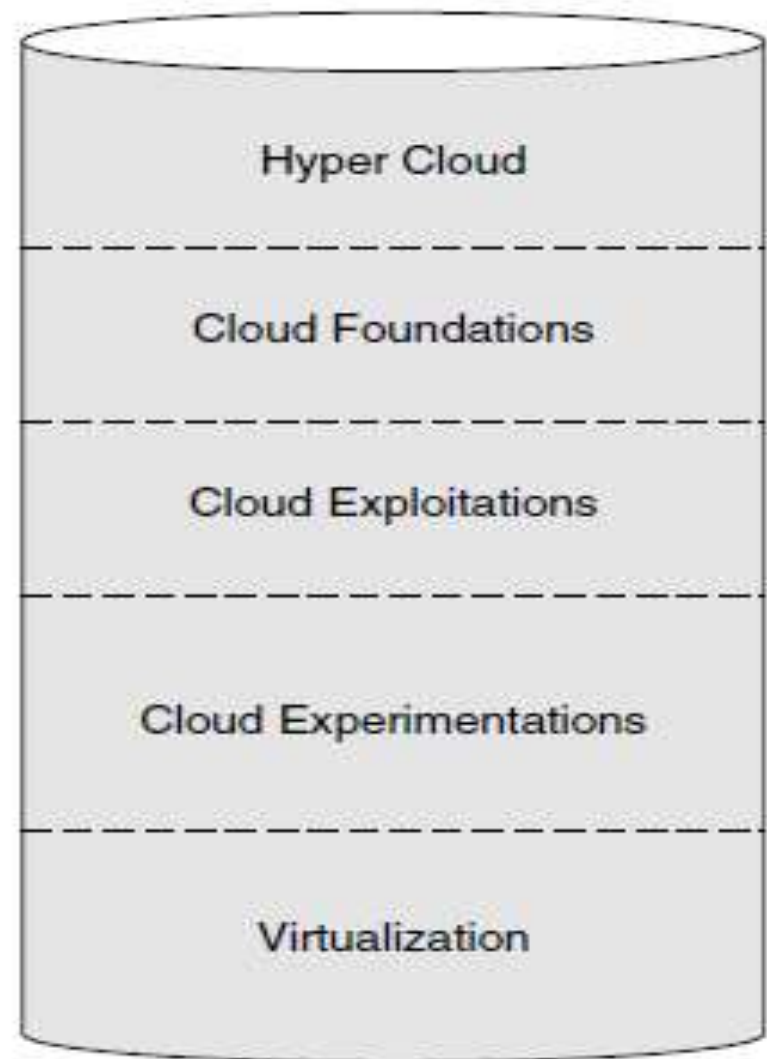 Hyper Cloud
Cloud Foundations
Cloud Exploitations
Cloud Experimentations
Virtualization